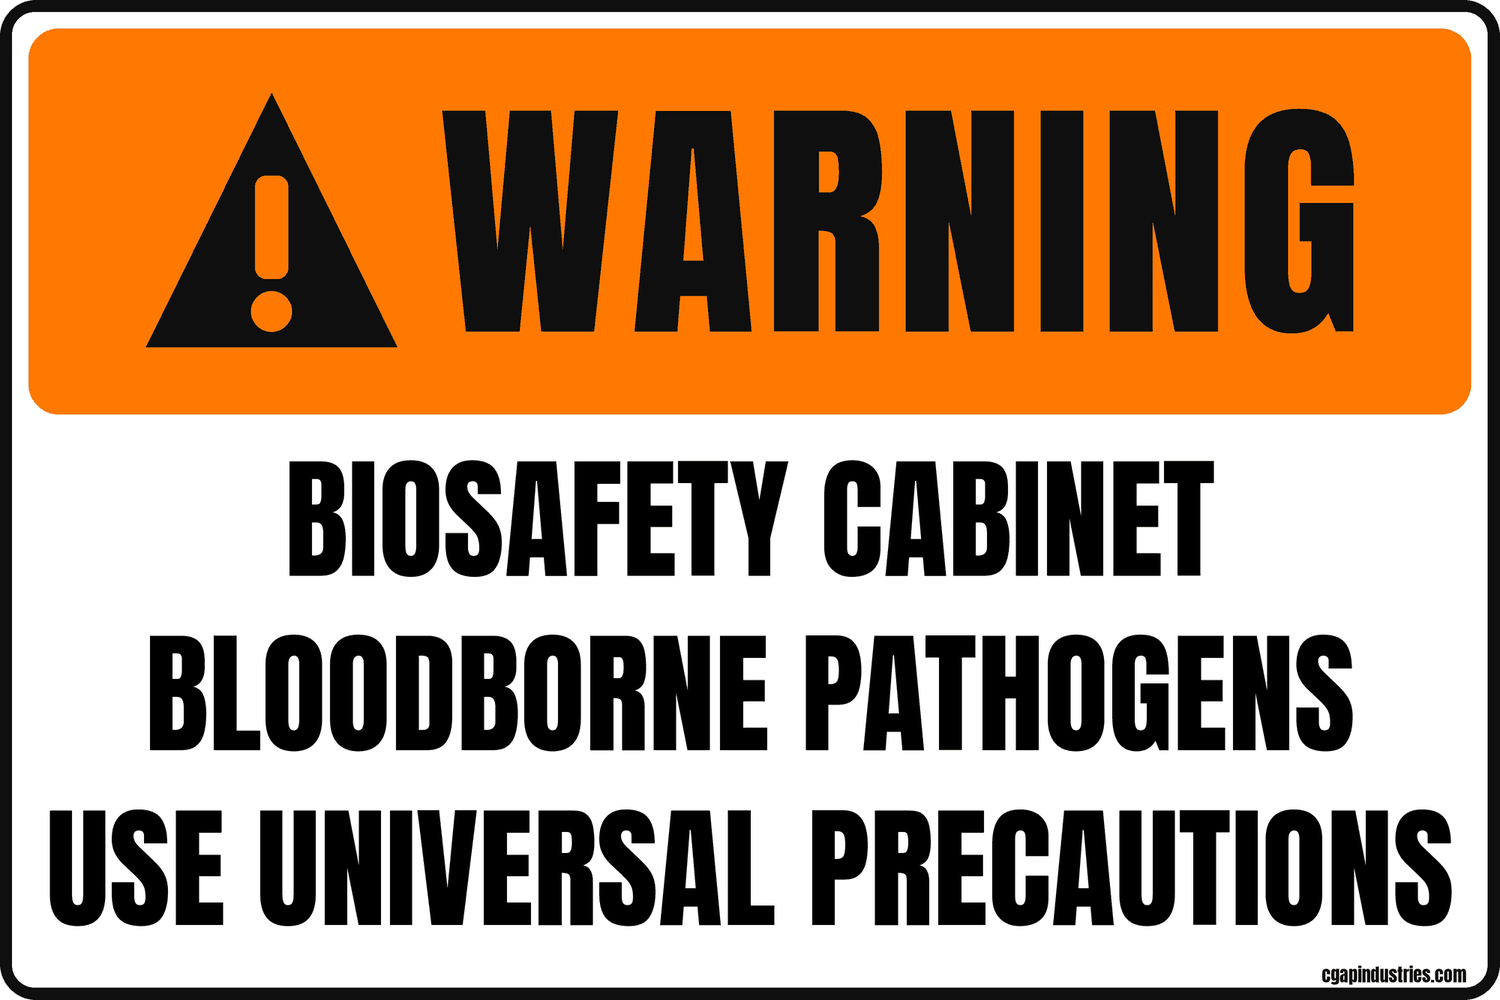 WARNING
BIOSAFETY CABINET
BLOODBORNE PATHOGENS
USE UNIVERSAL PRECAUTIONS
cgapindustries.com